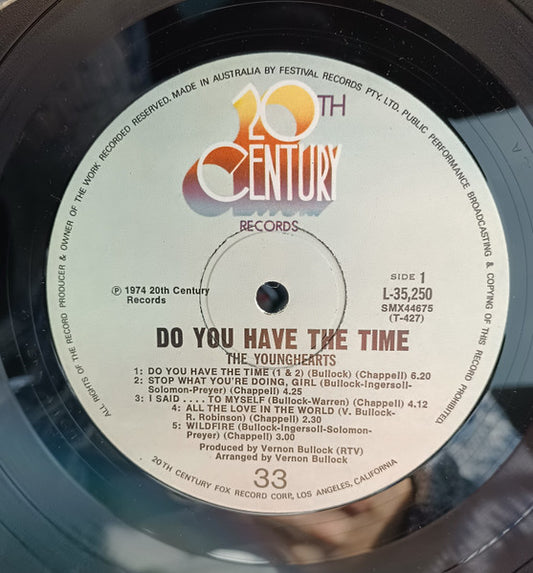 ALL RIGHTS OF THE RECORD PRODUCER & OWNER OF THE WORK RECORDED RESERVED. MADE IN AUSTRALIA BY FESTIVAL RECORDS PTY. LTD. PUBLIC PERFORMANCE BROADCASTING & COPYING OF THIS RECORD PROHIBITED.
20TH
CENTURY
RECORDS
SIDE 1
℗ 1974 20th Century
Records
L-35,250
SMX44675
(T-427)
DO YOU HAVE THE TIME
THE YOUNGHEARTS
1: DO YOU HAVE THE TIME (1 & 2) (Bullock) (Chappell) 6.20
2: STOP WHAT YOU'RE DOING, GIRL (Bullock-Ingersoll-
Solomon-Preyer) (Chappell) 4.25
3: I SAID . . . . TO MYSELF (Bullock-Warren) (Chappell) 4.12
4: ALL THE LOVE IN THE WORLD (V. Bullock-
R. Robinson) (Chappell) 2.30
5: WILDFIRE (Bullock-Ingersoll-Solomon-
Preyer) (Chappell) 3.00
Produced by Vernon Bullock (RTV)
Arranged by Vernon Bullock
33
20TH CENTURY FOX RECORD CORP, LOS ANGELES, CALIFORNIA